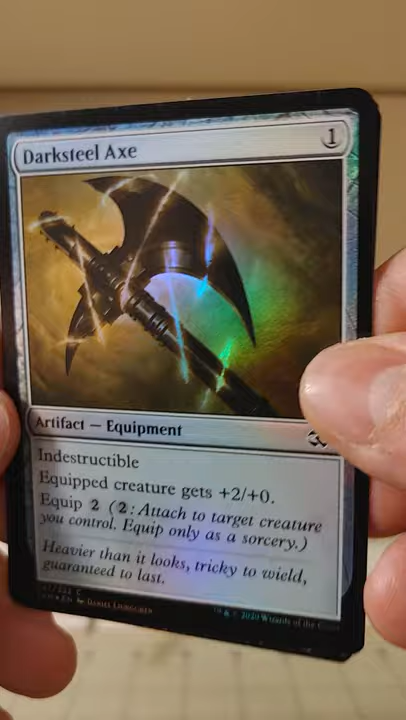 Darksteel Axe 1
Artifact — Equipment
Indestructible
Equipped creature gets +2/+0.
Equip 2 (2: Attach to target creature
you control. Equip only as a sorcery.)
Heavier than it looks, tricky to wield,
guaranteed to last.
C
EN Daniel Ljunggren
& © 2020 Wizards of the Coast